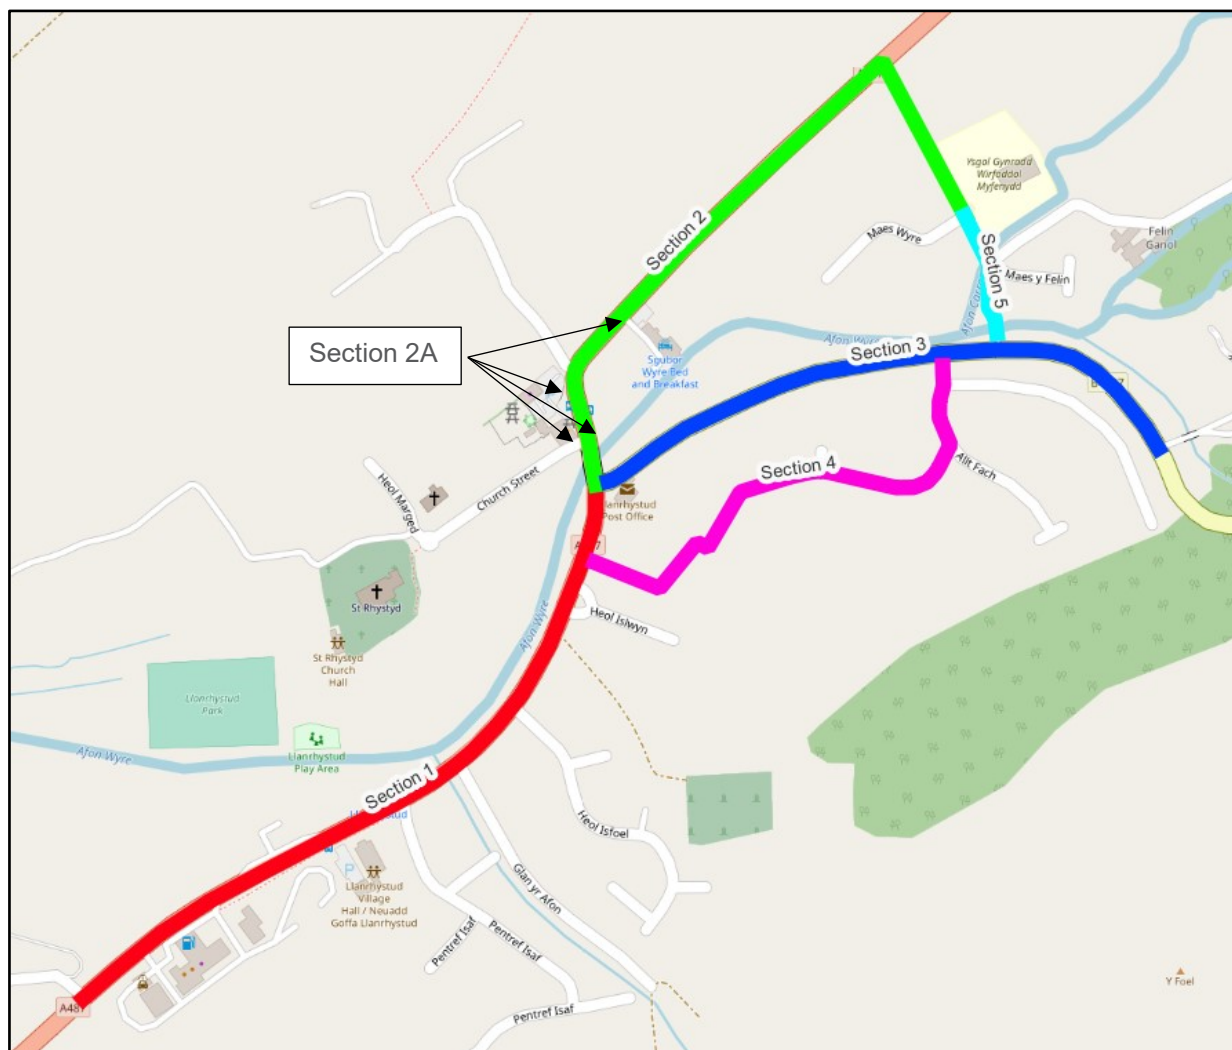 Ysgol Gynradd
Wirfoddol
Myfenydd
Section 2
Maes Wyre
Felin
Gariol
Section 5
Maes y Felin
Section 2A
Afon Wyre
Section 3
Sgubor
Wyre Bed
and Breakfast
Section 4
Allt Fach
Church Street
Heol Marged
Llanrhystud
Post Office
St Rhystyd
Heol Islwyn
Afon Wyre
St Rhystyd
Church
Hall
Llanrhystud
Park
Afon Wyre
Llanrhystud
Play Area
Section 1
P
Heol Isfoel
Llanrhystud
Village
Hall / Neuadd
Goffa Llanrhystud
Glan yr Afon
Pentref Isaf
Pentref Isaf
Y Foel
A487
Pentref Isaf